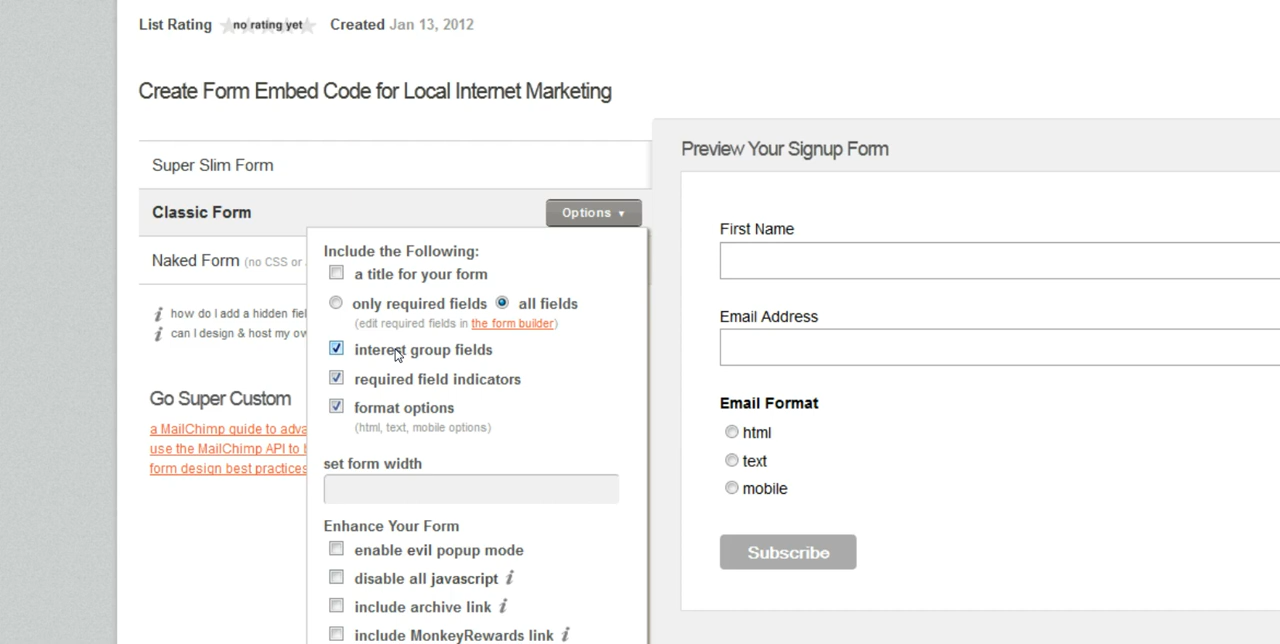 List Rating no rating yet Created Jan 13, 2012
Create Form Embed Code for Local Internet Marketing
Super Slim Form
Classic Form
Options ▼
Naked Form (no CSS or
how do I add a hidden
can I design & host my
Go Super Custom
a MailChimp guide to
use the MailChimp API to
form design best practices
Include the Following:
a title for your form
only required fields all fields
(edit required fields in the form builder)
interest group fields
required field indicators
format options
(html, text, mobile options)
set form width
Enhance Your Form
enable evil popup mode
disable all javascript i
include archive link i
include MonkeyRewards link i
Preview Your Signup Form
First Name
Email Address
Email Format
html
text
mobile
Subscribe